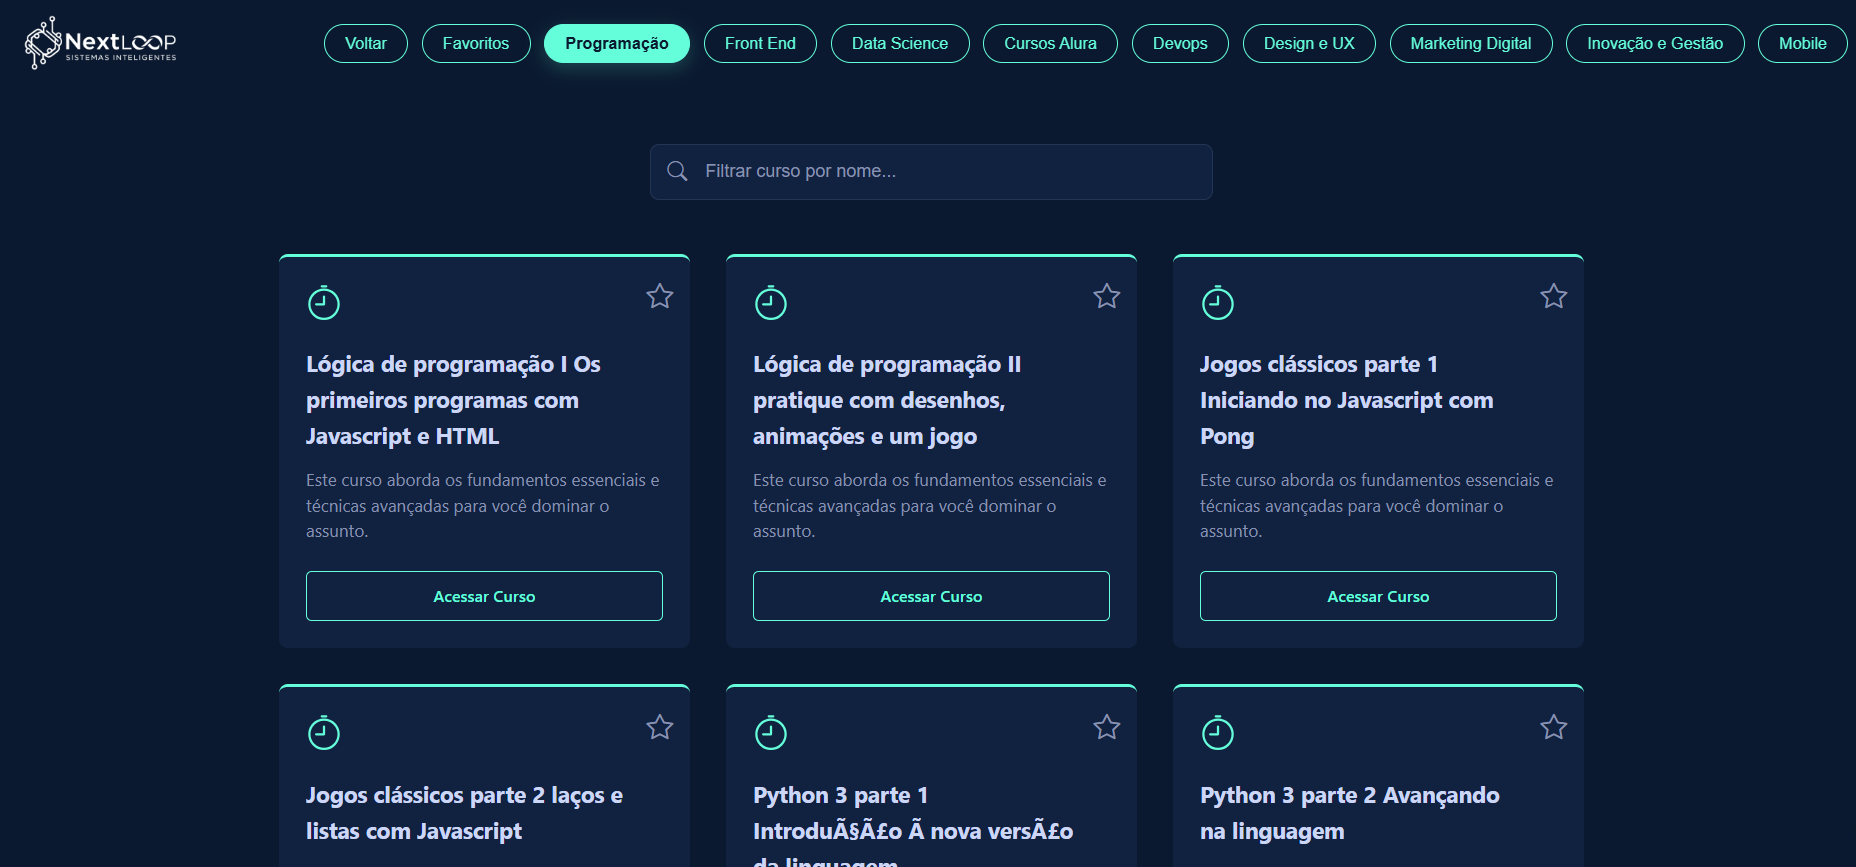 NextLOOP
SISTEMAS INTELIGENTES
Voltar
Favoritos
Programação
Front End
Data Science
Cursos Alura
Devops
Design e UX
Marketing Digital
Inovação e Gestão
Mobile
Filtrar curso por nome...
Lógica de programação I Os
primeiros programas com
Javascript e HTML
Este curso aborda os fundamentos essenciais e
técnicas avançadas para você dominar o
assunto.
Acessar Curso
Lógica de programação II
pratique com desenhos,
animações e um jogo
Este curso aborda os fundamentos essenciais e
técnicas avançadas para você dominar o
assunto.
Acessar Curso
Jogos clássicos parte 1
Iniciando no Javascript com
Pong
Este curso aborda os fundamentos essenciais e
técnicas avançadas para você dominar o
assunto.
Acessar Curso
Jogos clássicos parte 2 laços e
listas com Javascript
Python 3 parte 1
IntroduÃ§Ã£o Ã nova versÃ£o
da linguagem
Python 3 parte 2 Avançando
na linguagem